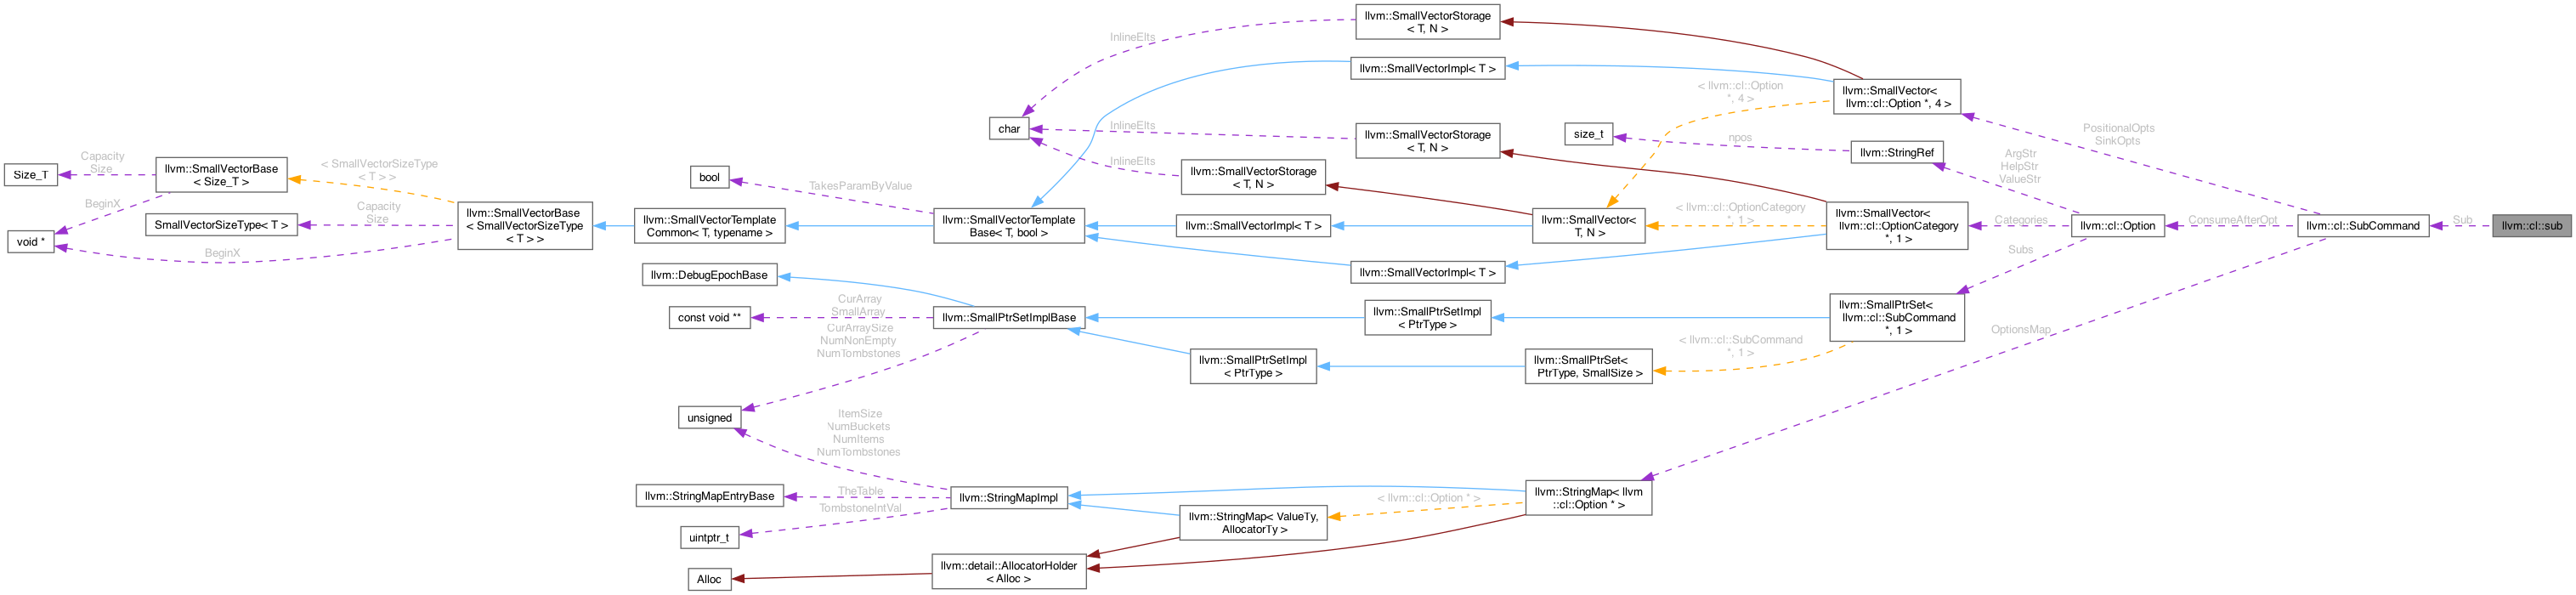 llvm::SmallVectorStorage
< T, N >
InlineElts
llvm::SmallVectorImpl< T >
llvm::SmallVector<
llvm::cl::Option *, 4 >
< llvm::cl::Option
*, 4 >
char
InlineElts
llvm::SmallVectorStorage
< T, N >
size_t
npos
llvm::StringRef
PositionalOpts
SinkOpts
ArgStr
HelpStr
ValueStr
Size_T
Capacity
Size
llvm::SmallVectorBase
< Size_T >
< SmallVectorSizeType
< T > >
bool
TakesParamByValue
InlineElts
llvm::SmallVectorStorage
< T, N >
BeginX
SmallVectorSizeType< T >
Capacity
Size
llvm::SmallVectorBase
< SmallVectorSizeType
< T > >
llvm::SmallVectorTemplate
Common< T, typename >
llvm::SmallVectorTemplate
Base< T, bool >
llvm::SmallVectorImpl< T >
llvm::SmallVector<
T, N >
< llvm::cl::OptionCategory
*, 1 >
llvm::SmallVector<
llvm::cl::OptionCategory
*, 1 >
Categories
llvm::cl::Option
ConsumeAfterOpt
llvm::cl::SubCommand
Sub
llvm::cl::sub
void *
BeginX
Subs
llvm::DebugEpochBase
llvm::SmallVectorImpl< T >
const void **
CurArray
SmallArray
llvm::SmallPtrSetImplBase
llvm::SmallPtrSetImpl
< PtrType >
llvm::SmallPtrSet<
llvm::cl::SubCommand
*, 1 >
CurArraySize
NumNonEmpty
NumTombstones
OptionsMap
llvm::SmallPtrSetImpl
< PtrType >
llvm::SmallPtrSet<
PtrType, SmallSize >
< llvm::cl::SubCommand
*, 1 >
unsigned
ItemSize
NumBuckets
NumItems
NumTombstones
llvm::StringMapEntryBase
TheTable
llvm::StringMapImpl
< llvm::cl::Option * >
llvm::StringMap< llvm
::cl::Option * >
TombstoneIntVal
uintptr_t
llvm::StringMap< ValueTy,
AllocatorTy >
Alloc
llvm::detail::AllocatorHolder
< Alloc >